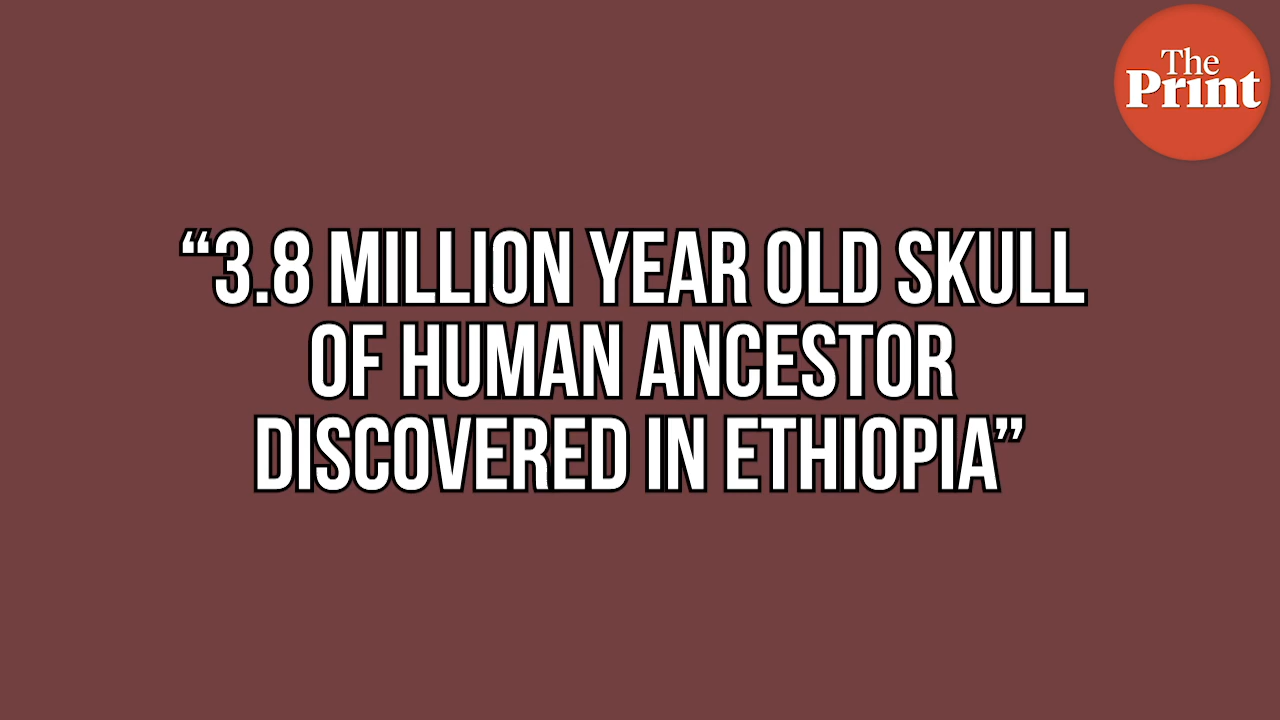 The
Print
“3.8 MILLION YEAR OLD SKULL
OF HUMAN ANCESTOR
DISCOVERED IN ETHIOPIA”